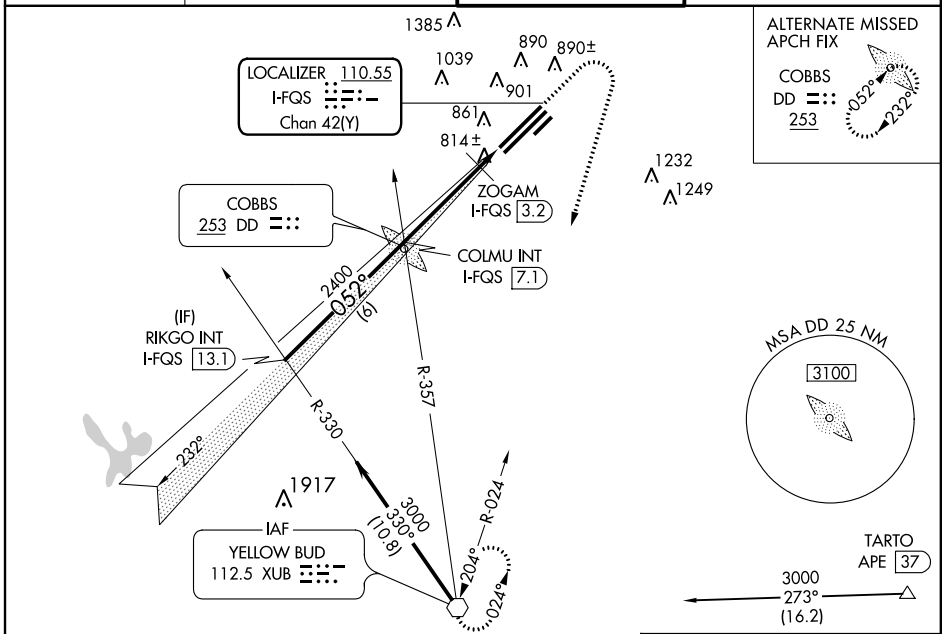 1385
1039
890
890±
901
861
814±
LOCALIZER 110.55
I-FQS
Chan 42(Y)
ALTERNATE MISSED
APCH FIX
COBBS
DD
253
052°
232°
1232
1249
ZOGAM
I-FQS 3.2
COBBS
253 DD
COLMU INT
I-FQS 7.1
2400
052°
(6)
(IF)
RIKGO INT
I-FQS 13.1
R-357
R-330
232°
MSA DD 25 NM
3100
1917
3000
330°
(10.8)
R-024
204°
024°
IAF
YELLOW BUD
112.5 XUB
TARTO
APE 37
3000
273°
(16.2)